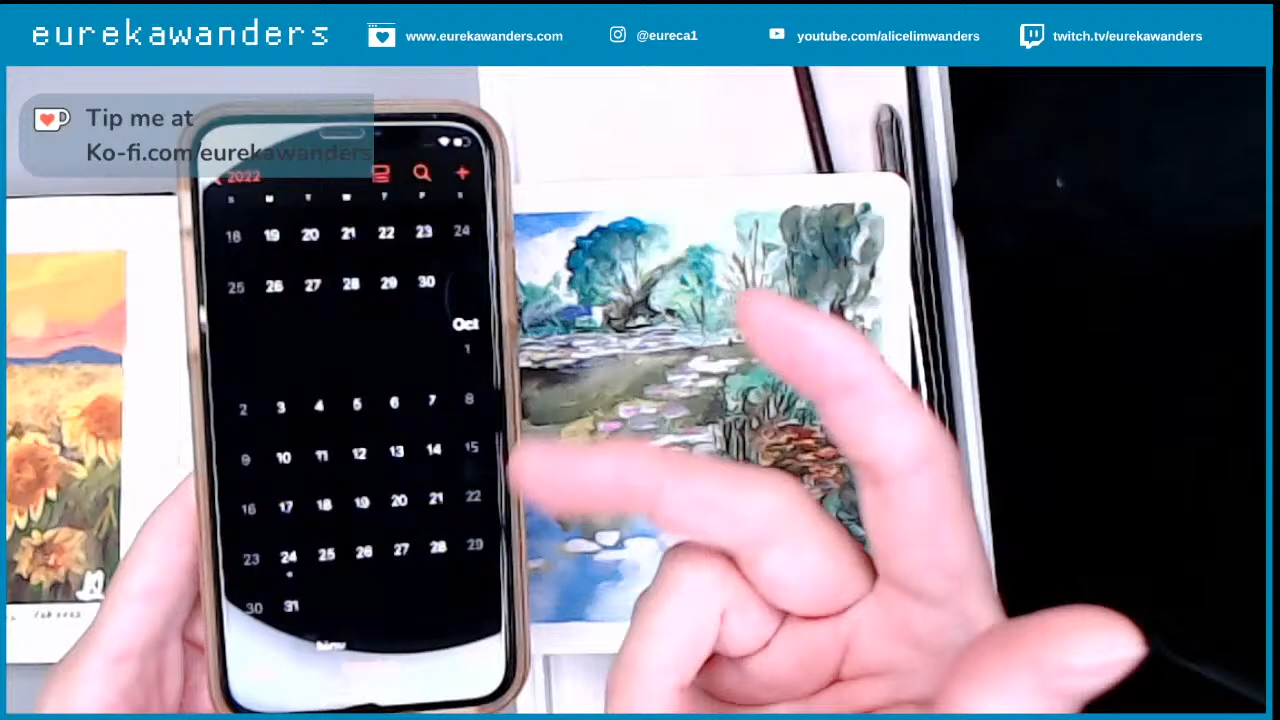 eurekawanders
www.eurekawanders.com
@eureca1
youtube.com/alicelimwanders
twitch.tv/eurekawanders
Tip me at
Ko-fi.com/eurekawanders
2022
S M T W T F S
18 19 20 21 22 23 24
25 26 27 28 29 30
Oct
1
2 3 4 5 6 7 8
9 10 11 12 13 14 15
16 17 18 19 20 21 22
23 24 25 26 27 28 29
30 31
Nov